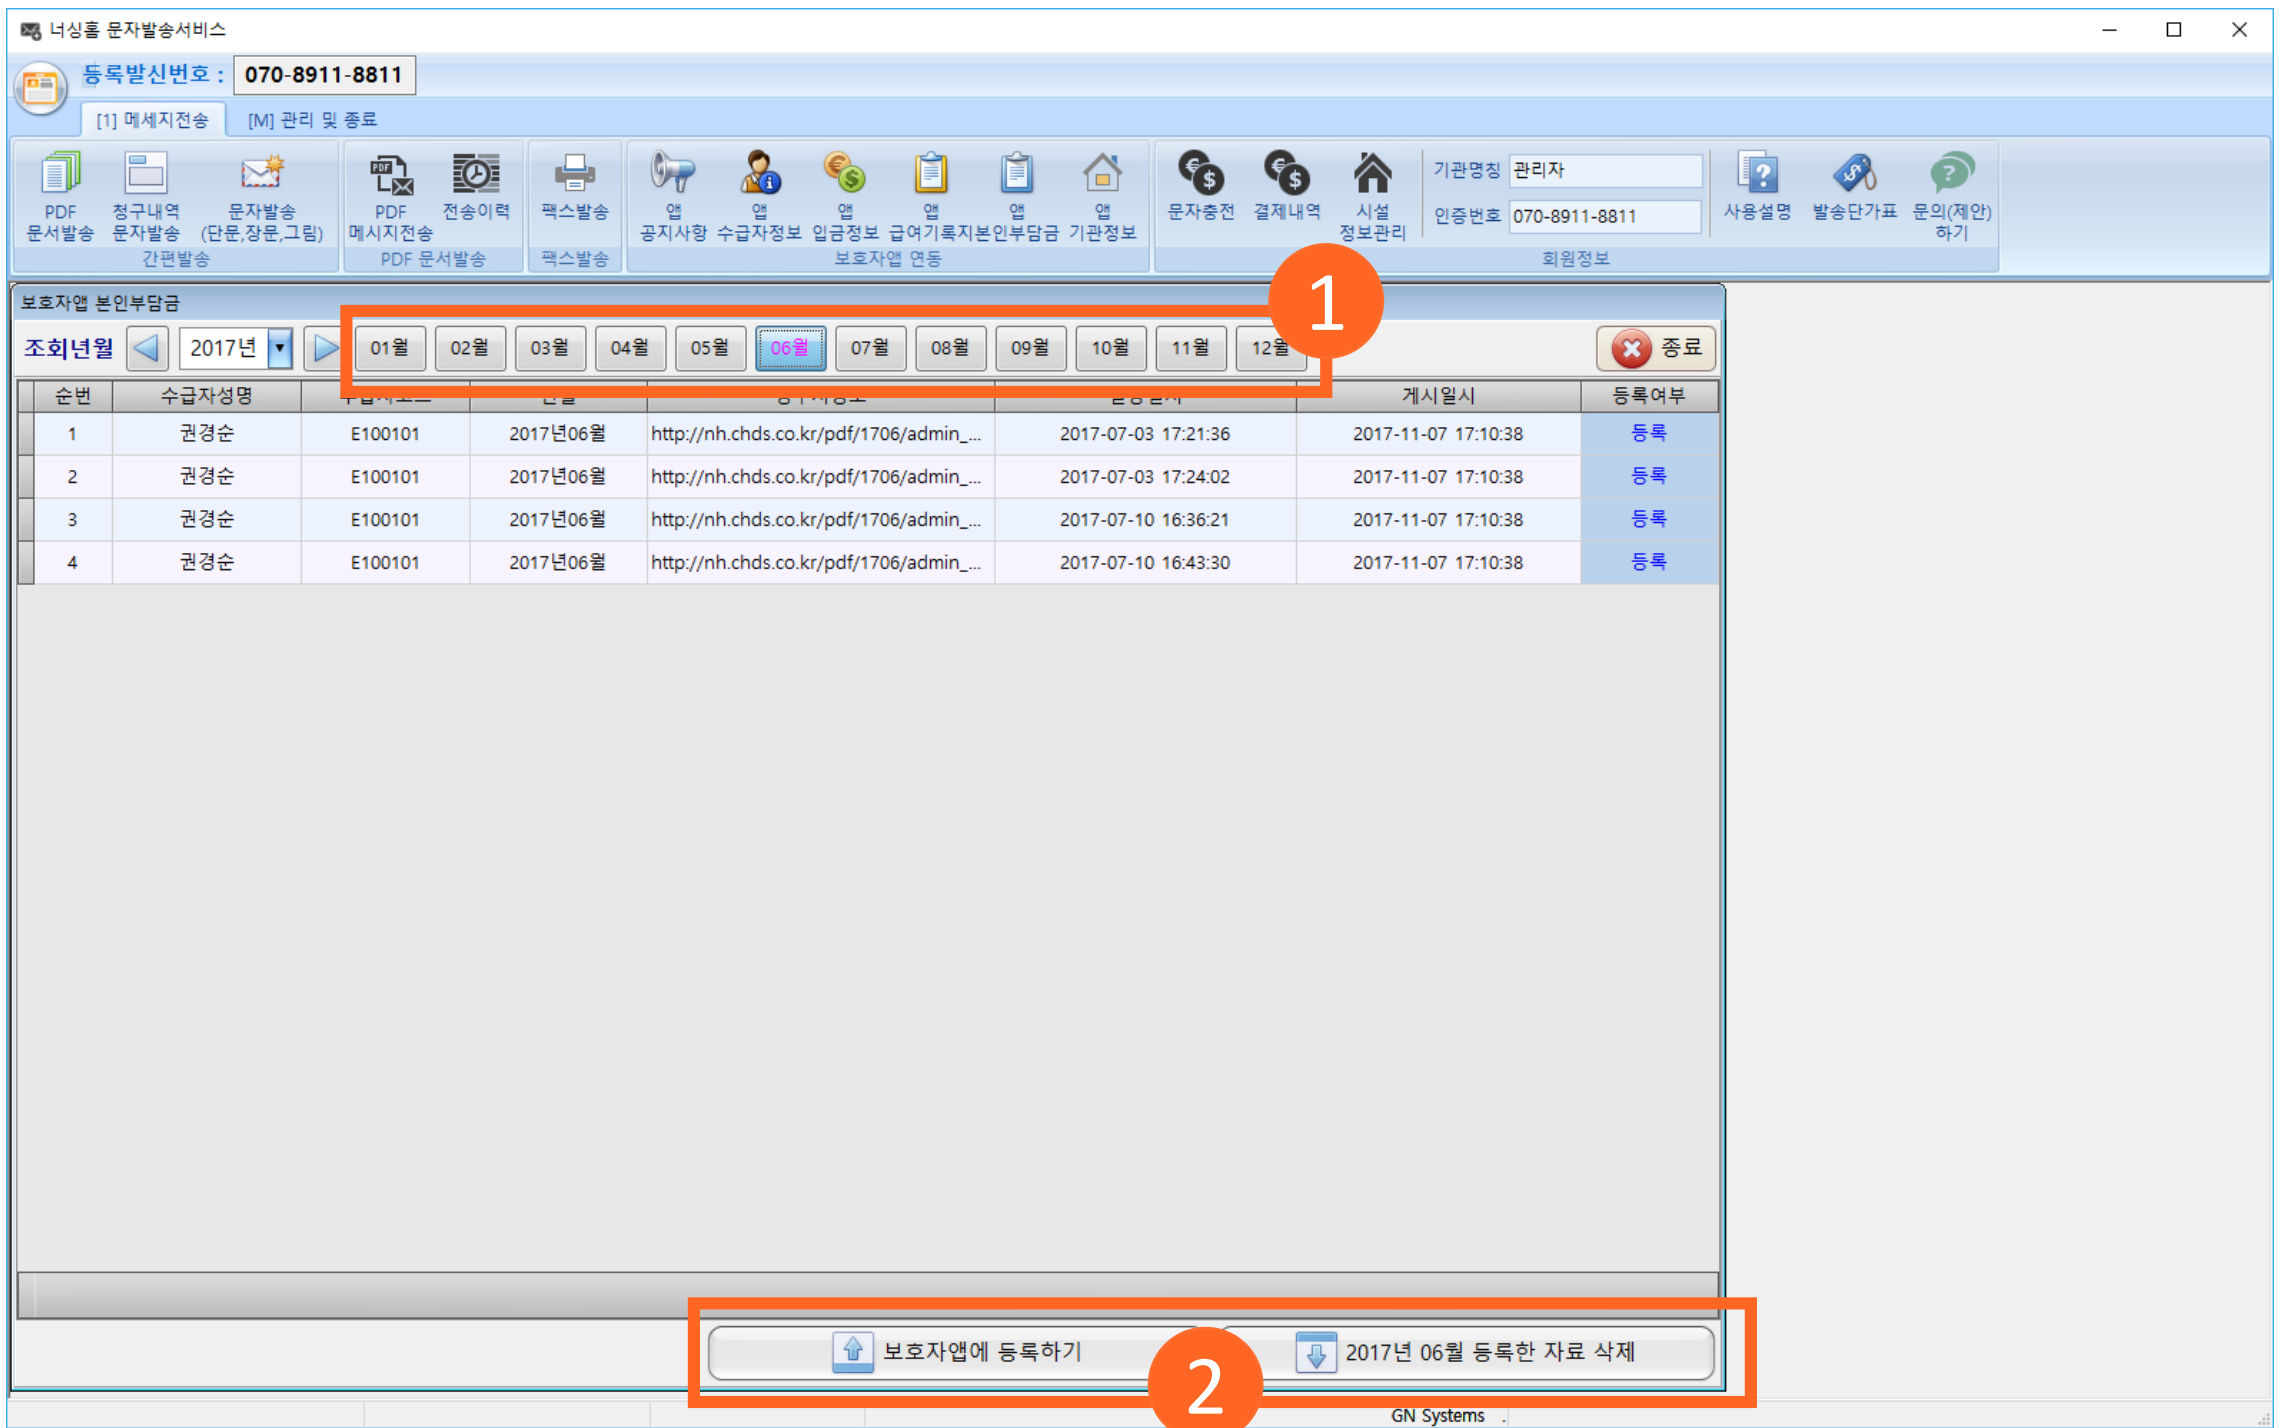 너싱홈 문자발송서비스
등록발신번호 : 070-8911-8811
[1] 메세지전송 [M] 관리 및 종료
PDF 문서발송
청구내역 문자발송
문자발송 (단문,장문,그림)
간편발송
PDF 메시지전송
전송이력
PDF 문서발송
팩스발송
팩스발송
앱 공지사항
앱 수급자정보
앱 입금정보
앱 급여기록지
앱 본인부담금
앱 기관정보
보호자앱 연동
문자충전
결제내역
시설 정보관리
기관명칭 관리자
인증번호 070-8911-8811
회원정보
사용설명
발송단가표
문의(제안) 하기
보호자앱 본인부담금
1
조회년월 2017년 01월 02월 03월 04월 05월 06월 07월 08월 09월 10월 11월 12월 종료
순번 수급자성명 게시일시 등록여부
1 권경순 E100101 2017년06월 http://nh.chds.co.kr/pdf/1706/admin_... 2017-07-03 17:21:36 2017-11-07 17:10:38 등록
2 권경순 E100101 2017년06월 http://nh.chds.co.kr/pdf/1706/admin_... 2017-07-03 17:24:02 2017-11-07 17:10:38 등록
3 권경순 E100101 2017년06월 http://nh.chds.co.kr/pdf/1706/admin_... 2017-07-10 16:36:21 2017-11-07 17:10:38 등록
4 권경순 E100101 2017년06월 http://nh.chds.co.kr/pdf/1706/admin_... 2017-07-10 16:43:30 2017-11-07 17:10:38 등록
보호자앱에 등록하기
2017년 06월 등록한 자료 삭제
2
GN Systems .